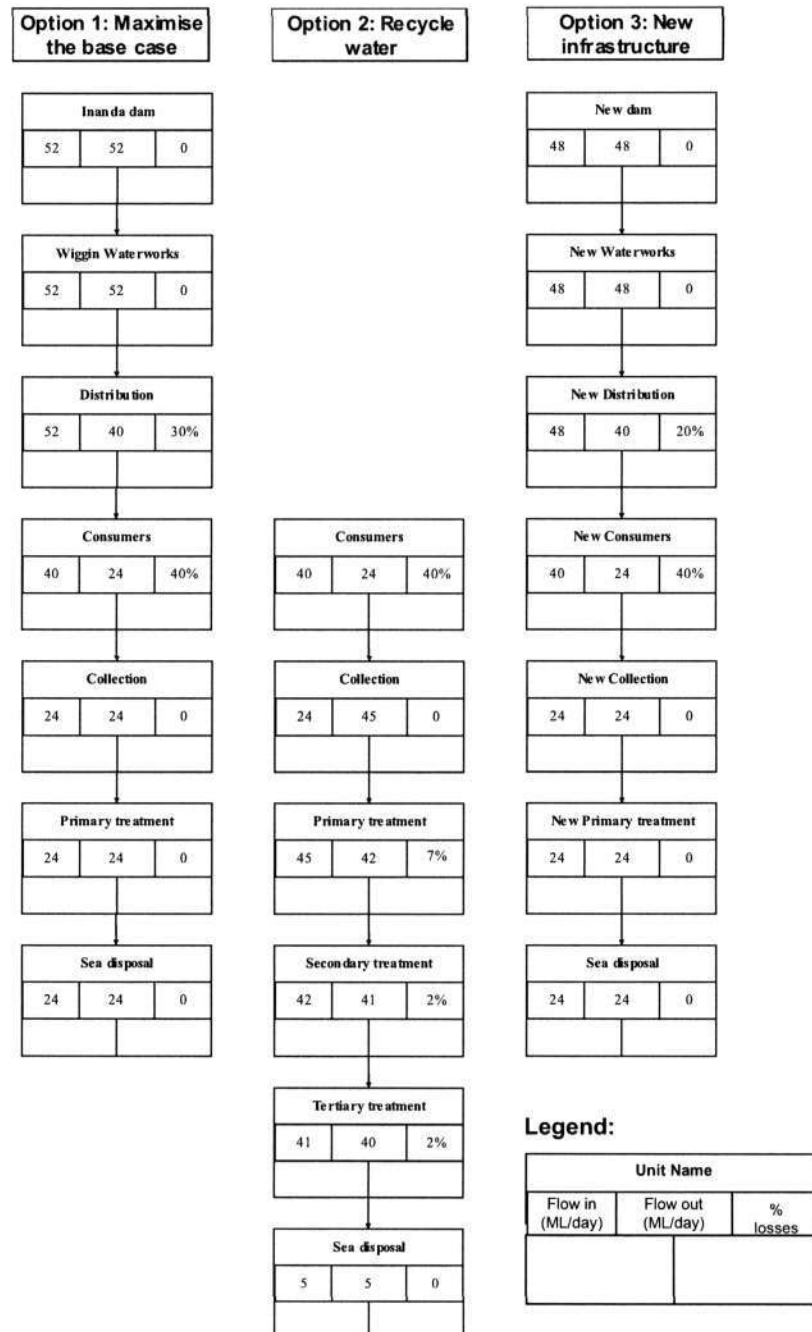 Option 1: Maximise
the base case
Inanda dam
52 52 0
Wiggin Waterworks
52 52 0
Distribution
52 40 30%
Consumers
40 24 40%
Collection
24 24 0
Primary treatment
24 24 0
Sea disposal
24 24 0
Option 2: Recycle
water
Consumers
40 24 40%
Collection
24 45 0
Primary treatment
45 42 7%
Secondary treatment
42 41 2%
Tertiary treatment
41 40 2%
Sea disposal
5 5 0
Option 3: New
infrastructure
New dam
48 48 0
New Waterworks
48 48 0
New Distribution
48 40 20%
New Consumers
40 24 40%
New Collection
24 24 0
New Primary treatment
24 24 0
Sea disposal
24 24 0
Legend:
Unit Name
Flow in Flow out %
(ML/day) (ML/day) losses